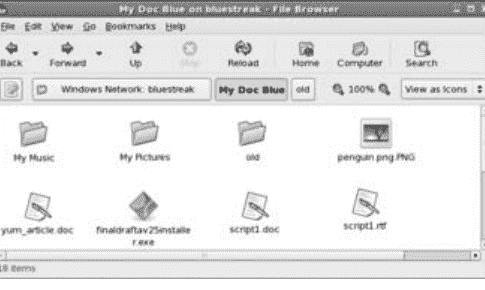 My Doc Blue on bluestreak - File Browser
File Edit View Go Bookmarks Help
Back Forward Up Stop Reload Home Computer Search
Windows Network: bluestreak My Doc Blue old 100% View as Icons
My Music My Pictures old penguin.png.PNG
yum_article.doc finaldraftav25installe script1.doc script1.rtf
r.exe
18 items